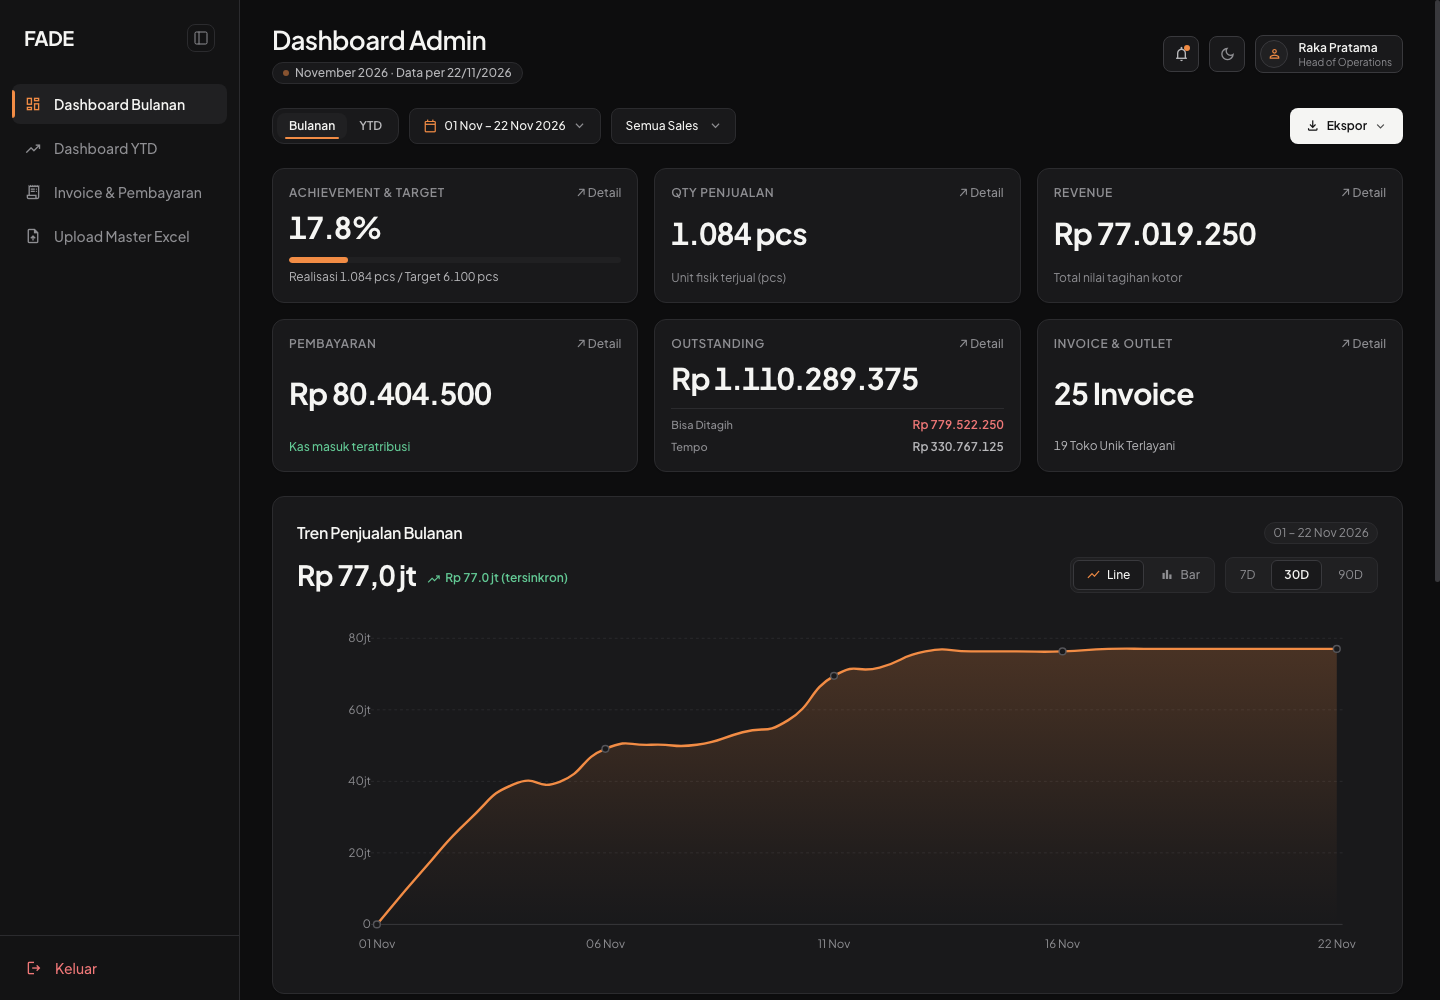 FADE
Dashboard Bulanan
Dashboard YTD
Invoice & Pembayaran
Upload Master Excel
Keluar
Dashboard Admin
November 2026 · Data per 22/11/2026
Raka Pratama
Head of Operations
Bulanan YTD 01 Nov – 22 Nov 2026 Semua Sales Ekspor
ACHIEVEMENT & TARGET Detail
17.8%
Realisasi 1.084 pcs / Target 6.100 pcs
QTY PENJUALAN Detail
1.084 pcs
Unit fisik terjual (pcs)
REVENUE Detail
Rp 77.019.250
Total nilai tagihan kotor
PEMBAYARAN Detail
Rp 80.404.500
Kas masuk teratribusi
OUTSTANDING Detail
Rp 1.110.289.375
Bisa Ditagih Rp 779.522.250
Tempo Rp 330.767.125
INVOICE & OUTLET Detail
25 Invoice
19 Toko Unik Terlayani
Tren Penjualan Bulanan 01 – 22 Nov 2026
Rp 77,0 jt Rp 77.0 jt (tersinkron) Line Bar 7D 30D 90D
80jt
60jt
40jt
20jt
0
01 Nov 06 Nov 11 Nov 16 Nov 22 Nov